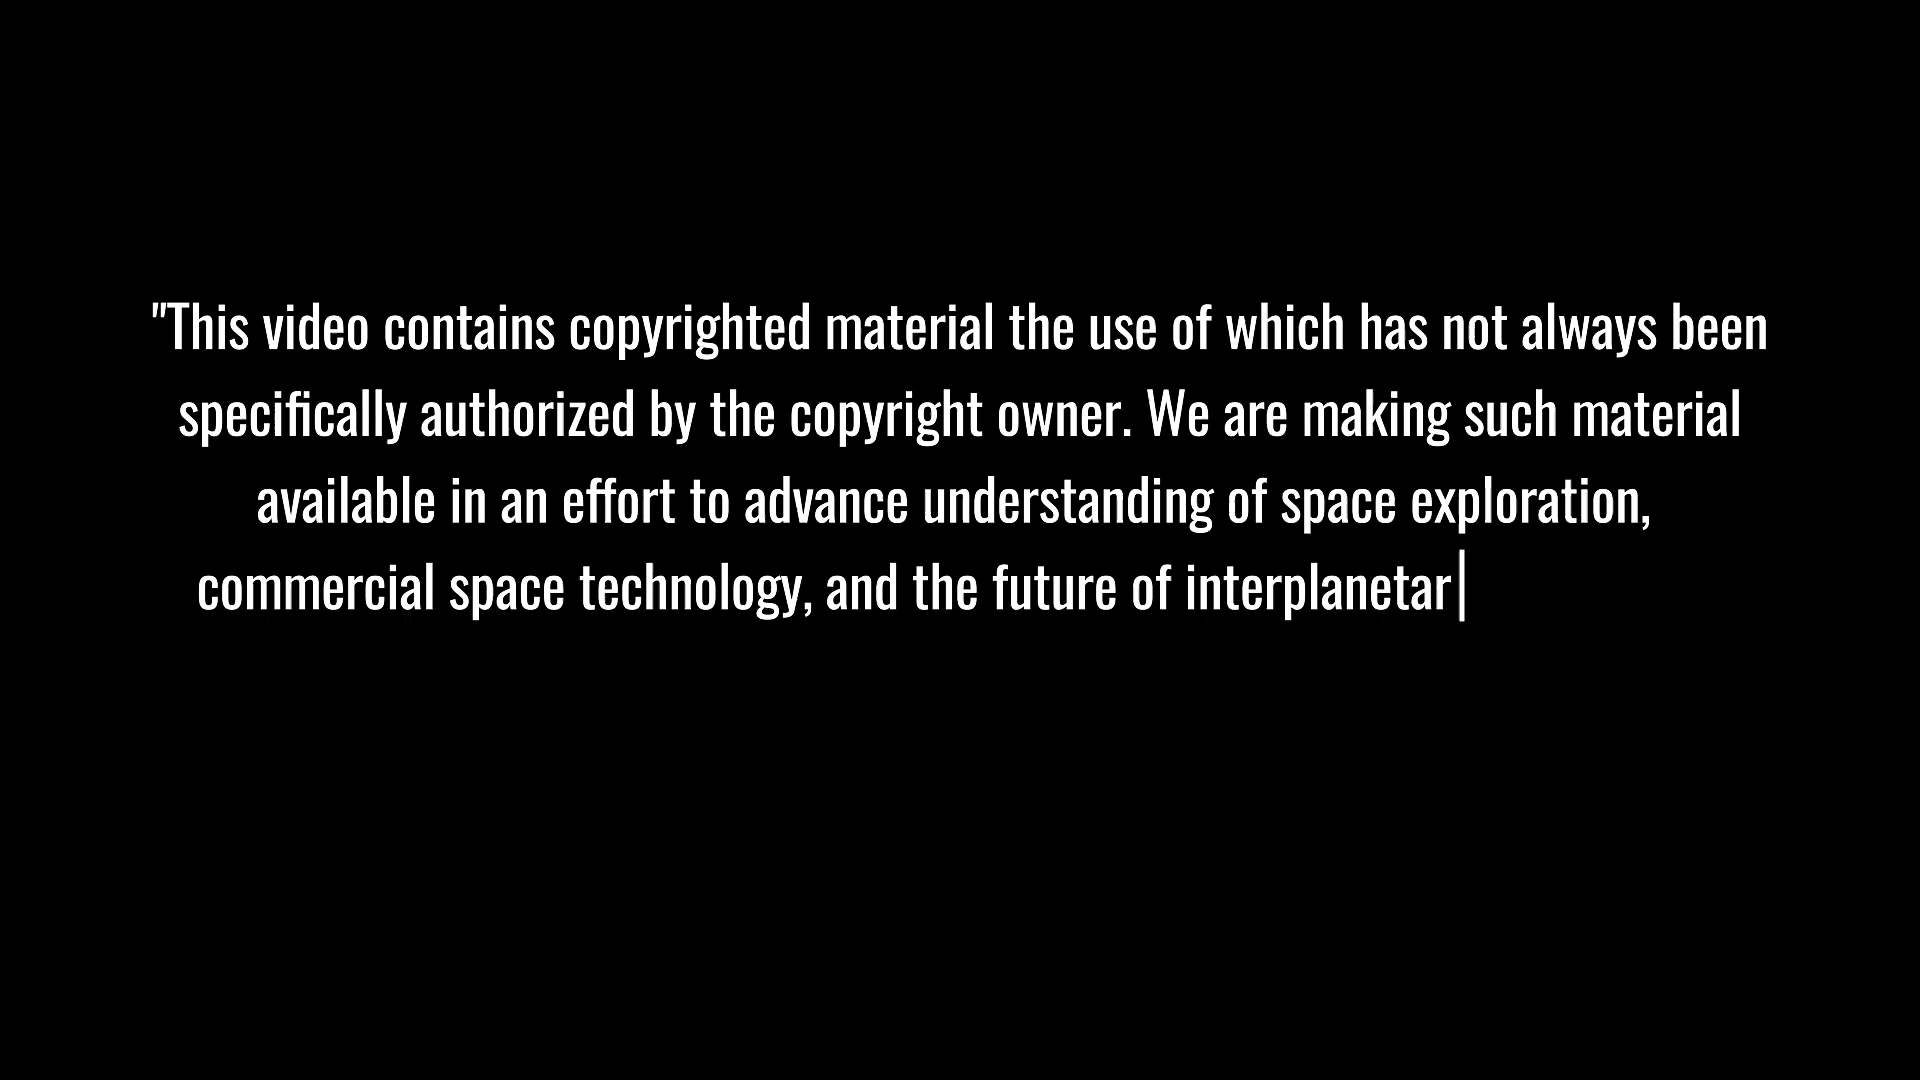 "This video contains copyrighted material the use of which has not always been
specifically authorized by the copyright owner. We are making such material
available in an effort to advance understanding of space exploration,
commercial space technology, and the future of interplanetar